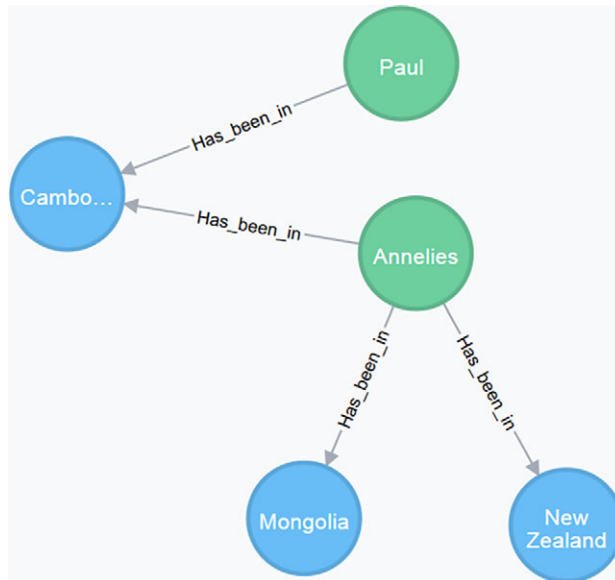 Paul
Has_been_in
Cambo…
Has_been_in
Annelies
Has_been_in
Has_been_in
Mongolia
New
Zealand